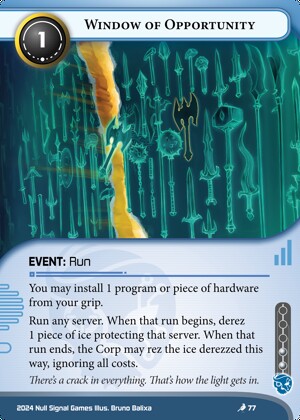 1
Window of Opportunity
EVENT: Run
You may install 1 program or piece of hardware
from your grip.
Run any server. When that run begins, derez
1 piece of ice protecting that server. When that
run ends, the Corp may rez the ice derezzed this
way, ignoring all costs.
There's a crack in everything. That's how the light gets in.
2024 Null Signal Games Illus. Bruno Balixa
77